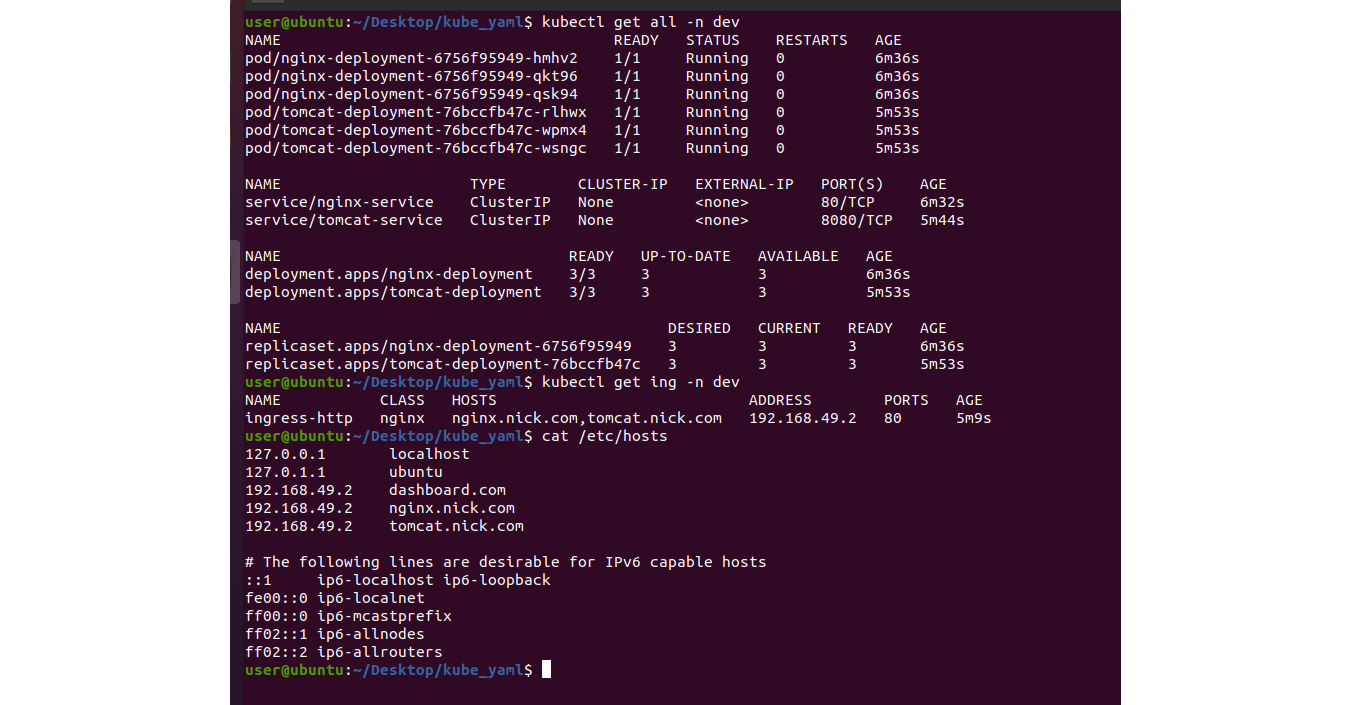 user@ubuntu:~/Desktop/kube_yaml$ kubectl get all -n dev
NAME                                     READY   STATUS    RESTARTS   AGE
pod/nginx-deployment-6756f95949-hmhv2    1/1     Running   0          6m36s
pod/nginx-deployment-6756f95949-qkt96    1/1     Running   0          6m36s
pod/nginx-deployment-6756f95949-qsk94    1/1     Running   0          6m36s
pod/tomcat-deployment-76bccfb47c-rlhwx   1/1     Running   0          5m53s
pod/tomcat-deployment-76bccfb47c-wpmx4   1/1     Running   0          5m53s
pod/tomcat-deployment-76bccfb47c-wsngc   1/1     Running   0          5m53s
NAME                     TYPE        CLUSTER-IP   EXTERNAL-IP   PORT(S)    AGE
service/nginx-service    ClusterIP   None         <none>        80/TCP     6m32s
service/tomcat-service   ClusterIP   None         <none>        8080/TCP   5m44s
NAME                                READY   UP-TO-DATE   AVAILABLE   AGE
deployment.apps/nginx-deployment    3/3     3            3           6m36s
deployment.apps/tomcat-deployment   3/3     3            3           5m53s
NAME                                           DESIRED   CURRENT   READY   AGE
replicaset.apps/nginx-deployment-6756f95949    3         3         3       6m36s
replicaset.apps/tomcat-deployment-76bccfb47c   3         3         3       5m53s
user@ubuntu:~/Desktop/kube_yaml$ kubectl get ing -n dev
NAME           CLASS   HOSTS                            ADDRESS        PORTS   AGE
ingress-http   nginx   nginx.nick.com,tomcat.nick.com   192.168.49.2   80      5m9s
user@ubuntu:~/Desktop/kube_yaml$ cat /etc/hosts
127.0.0.1       localhost
127.0.1.1       ubuntu
192.168.49.2    dashboard.com
192.168.49.2    nginx.nick.com
192.168.49.2    tomcat.nick.com
# The following lines are desirable for IPv6 capable hosts
::1     ip6-localhost ip6-loopback
fe00::0 ip6-localnet
ff00::0 ip6-mcastprefix
ff02::1 ip6-allnodes
ff02::2 ip6-allrouters
user@ubuntu:~/Desktop/kube_yaml$